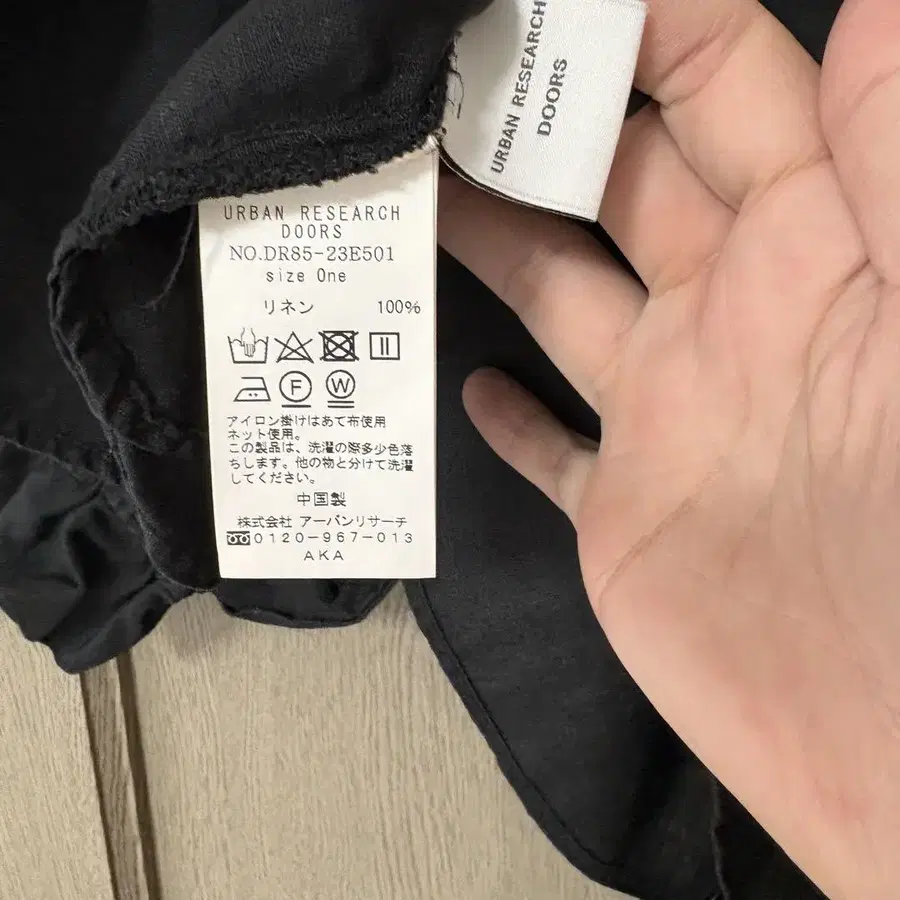 URBAN RESEARCH
DOORS
URBAN RESEARCH
DOORS
NO.DR85-23E501
size One
リネン 100%
F W
アイロン掛けはあて布使用
ネット使用。
この製品は、洗濯の際多少色落
ちします。他の物と分けて洗濯
してください。
中国製
株式会社 アーバンリサーチ
0120-967-013
AKA